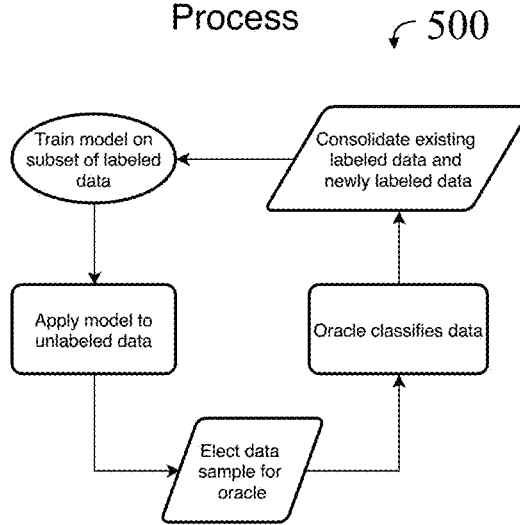 Process
500
Train model on
subset of labeled
data
Consolidate existing
labeled data and
newly labeled data
Apply model to
unlabeled data
Oracle classifies data
Elect data
sample for
oracle